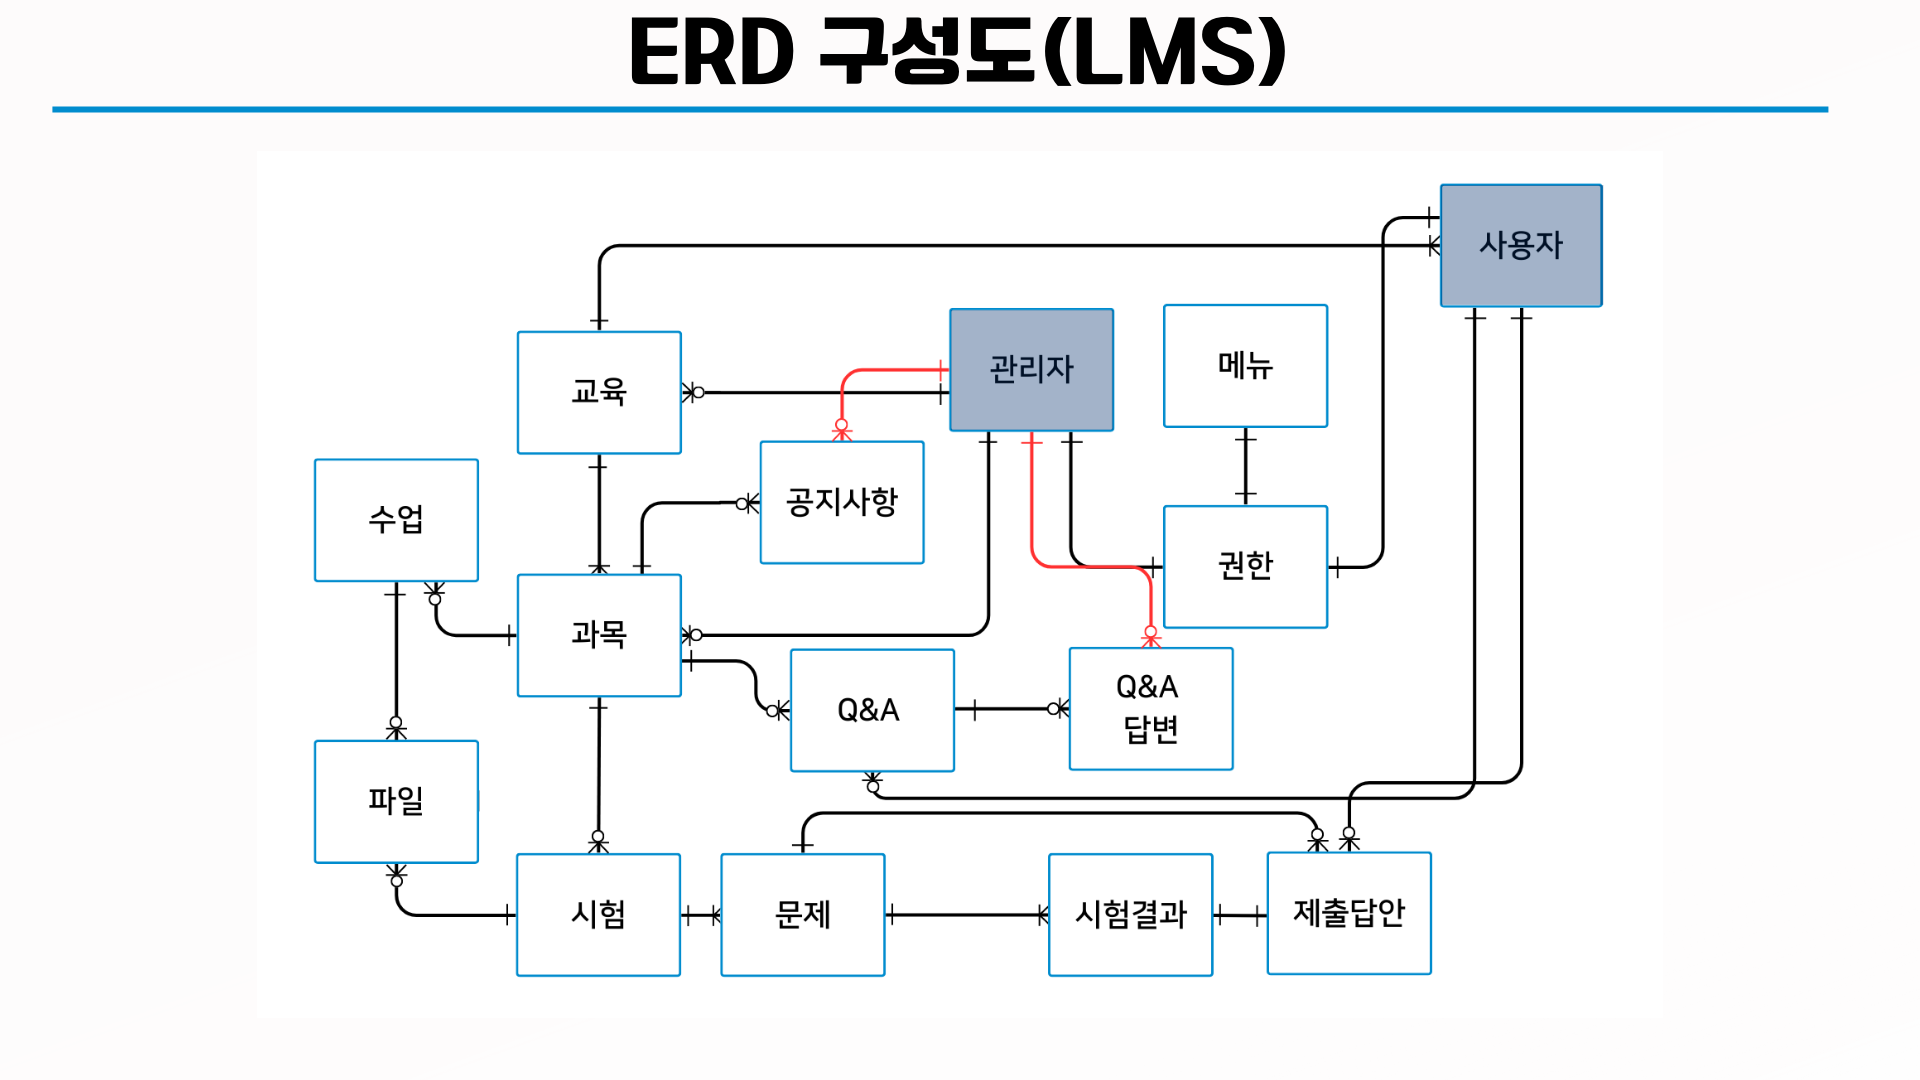 ERD 구성도(LMS)
사용자
교육
관리자
메뉴
수업
공지사항
권한
과목
Q&A
Q&A
답변
파일
시험
문제
시험결과
제출답안